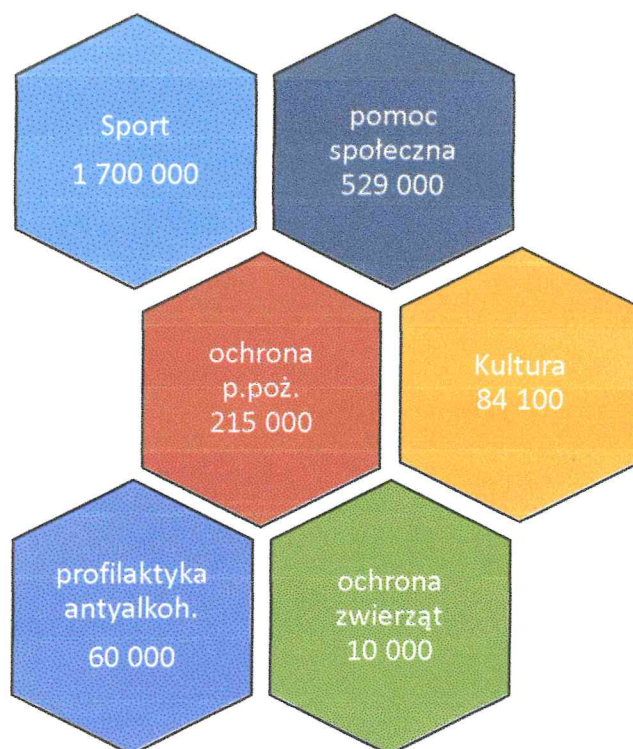 Sport
1 700 000
pomoc
społeczna
529 000
ochrona
p.poż.
215 000
Kultura
84 100
profilaktyka
antyalkoh.
60 000
ochrona
zwierząt
10 000